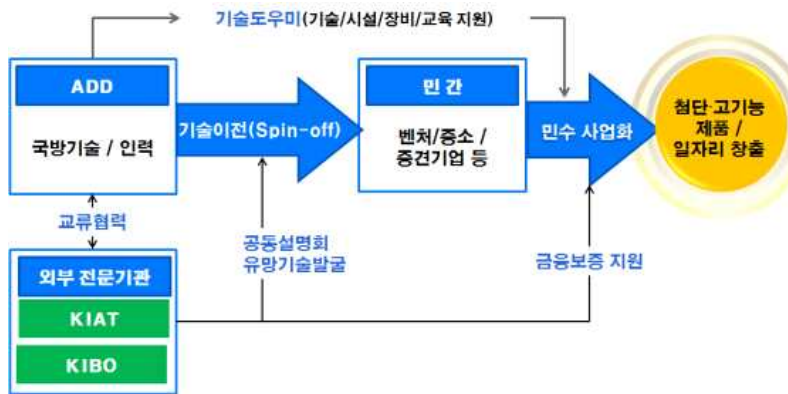 기술도우미(기술/시설/장비/교육 지원)
ADD
국방기술 / 인력
기술이전(Spin-off)
민 간
벤처/중소 /
중견기업 등
민수 사업화
첨단·고기능
제품 /
일자리 창출
교류협력
공동설명회
유망기술발굴
금융보증 지원
외부 전문기관
KIAT
KIBO